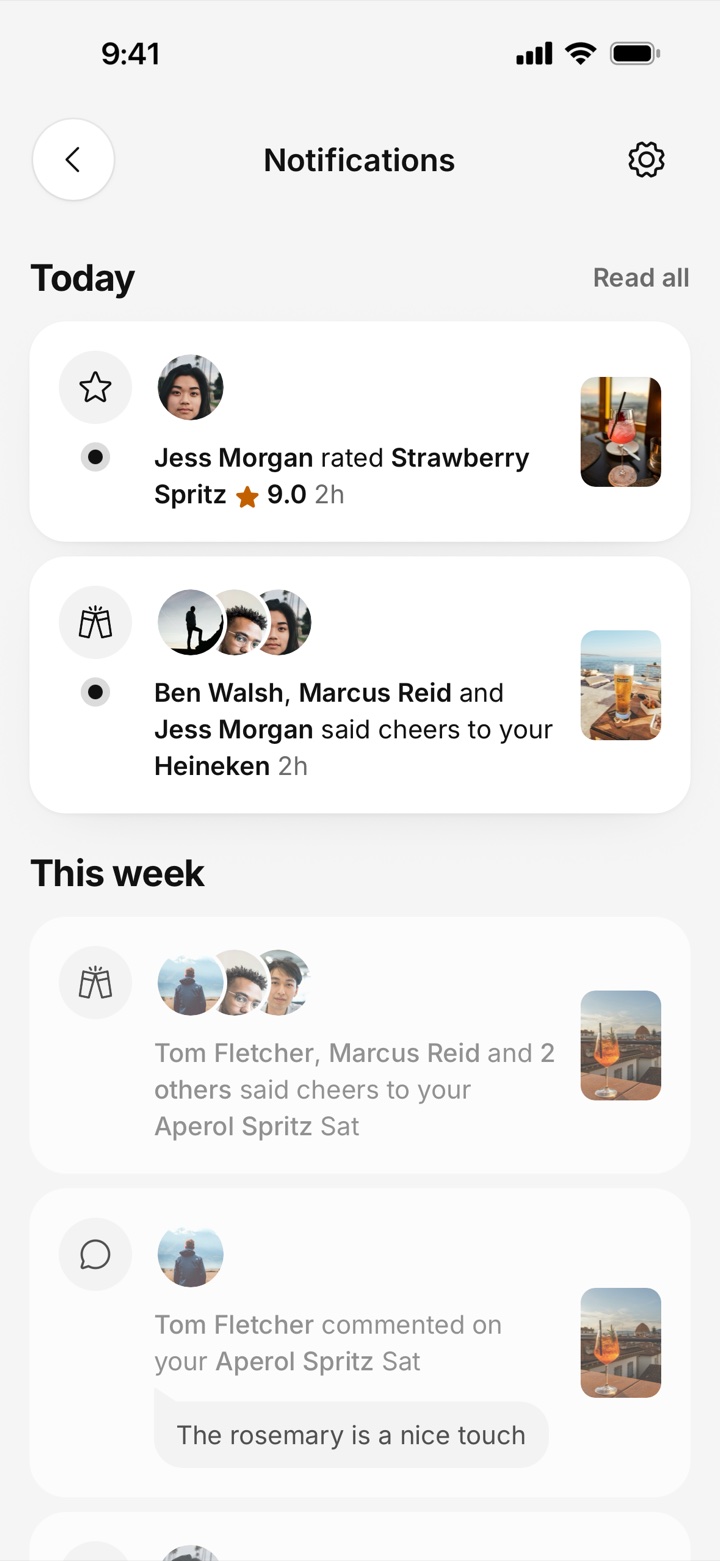 9:41
Notifications
Today
Read all
Jess Morgan rated Strawberry
Spritz 9.0 2h
Ben Walsh, Marcus Reid and
Jess Morgan said cheers to your
Heineken 2h
This week
Tom Fletcher, Marcus Reid and 2
others said cheers to your
Aperol Spritz Sat
Tom Fletcher commented on
your Aperol Spritz Sat
The rosemary is a nice touch